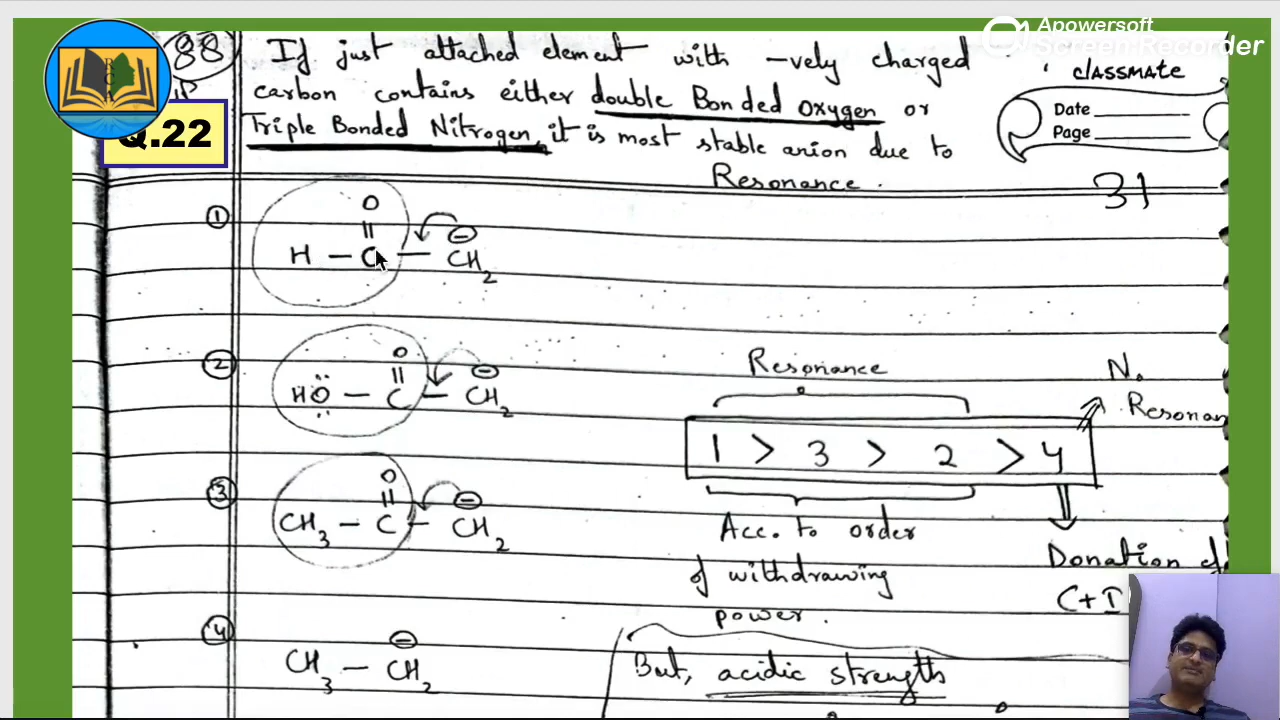 Apowersoft
Screen Recorder
88
If just attached element with -vely charged
carbon contains either double Bonded Oxygen or
Triple Bonded Nitrogen, it is most stable anion due to
Resonance.
Q.22
classmate
Date
Page
31
①
O
H - C - CH2
⊖
②
O
HÖ - C - CH2
⊖
③
O
CH3 - C - CH2
⊖
④
⊖
CH3 - CH2
Resonance
N.
Resonan
1 > 3 > 2 > 4
Acc. to order
of withdrawing
power.
Donation of
C+I
But, acidic strength